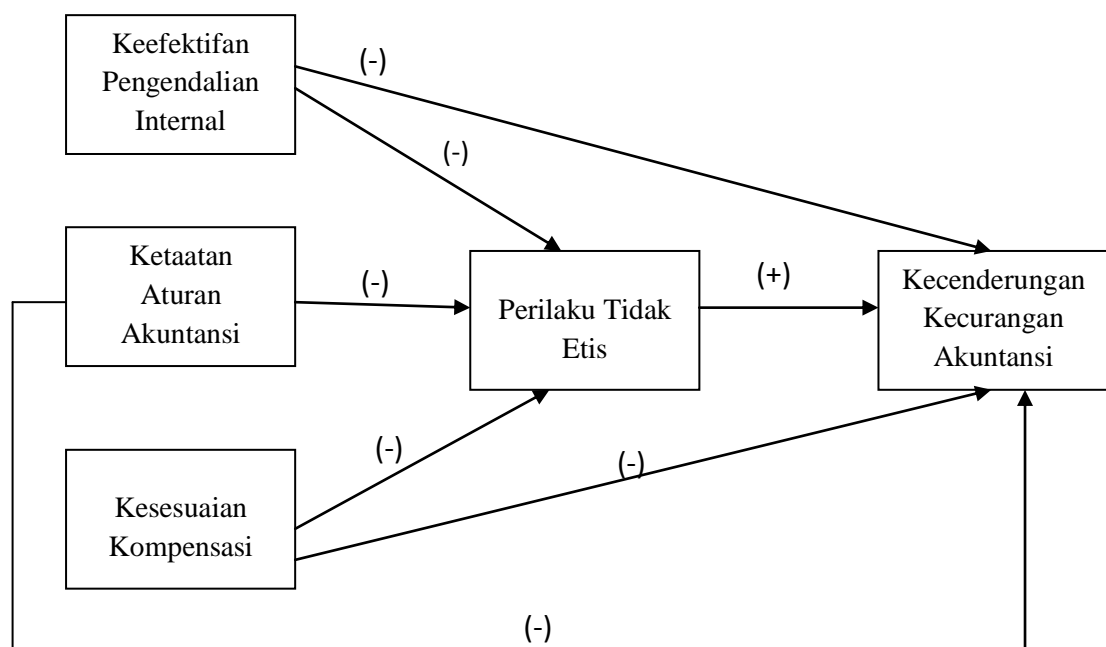 Keefektifan
Pengendalian
Internal
(-)
(-)
Ketaatan
Aturan
Akuntansi
(-)
Perilaku Tidak
Etis
(+)
Kecenderungan
Kecurangan
Akuntansi
(-)
(-)
Kesesuaian
Kompensasi
(-)